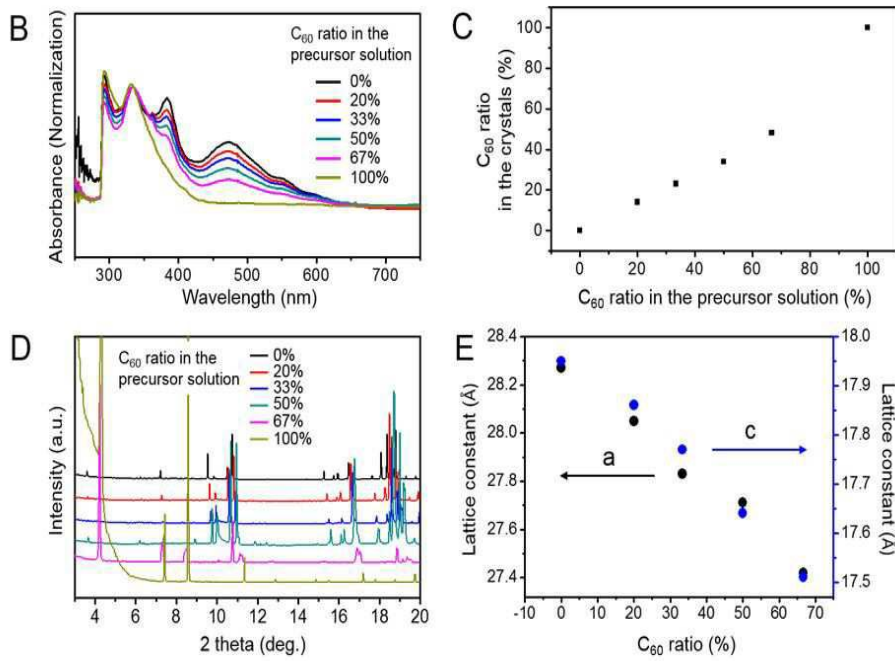 B
C60 ratio in the
precursor solution
0%
20%
33%
50%
67%
100%
Absorbance (Normalization)
300
400
500
600
700
Wavelength (nm)
C
100
80
60
40
20
0
C60 ratio
in the crystals (%)
0
20
40
60
80
100
C60 ratio in the precursor solution (%)
D
C60 ratio in the
precursor solution
0%
20%
33%
50%
67%
100%
Intensity (a.u.)
4
6
8
10
12
14
16
18
20
2 theta (deg.)
E
28.4
28.2
28.0
27.8
27.6
27.4
Lattice constant (Å)
a
c
18.0
17.9
17.8
17.7
17.6
17.5
Lattice constant (Å)
-10
0
10
20
30
40
50
60
70
C60 ratio (%)